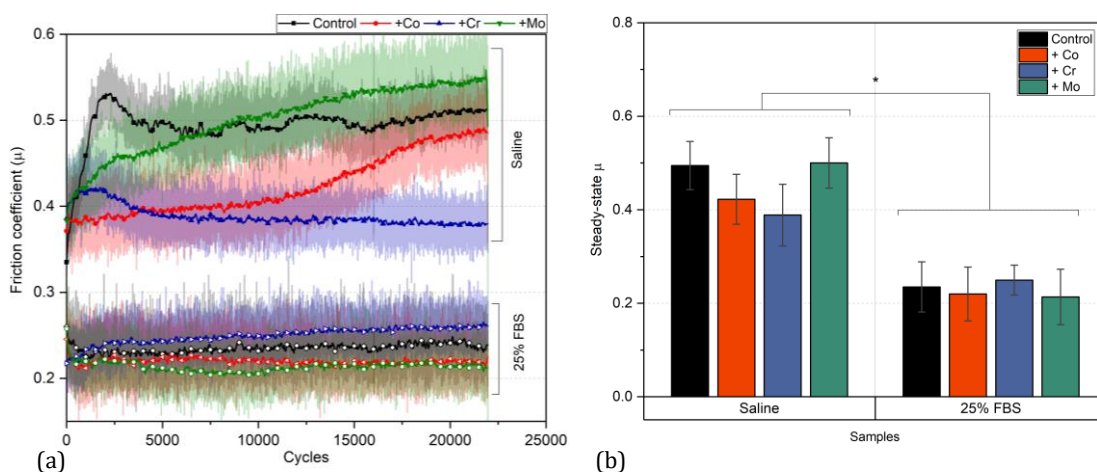 Control +Co +Cr +Mo
0.6
0.5
0.4
0.3
0.2
Friction coefficient (μ)
Saline
25% FBS
0 5000 10000 15000 20000 25000
Cycles
(a)
0.8
0.6
0.4
0.2
0.0
Steady-state μ
*
Control
+ Co
+ Cr
+ Mo
Saline 25% FBS
Samples
(b)